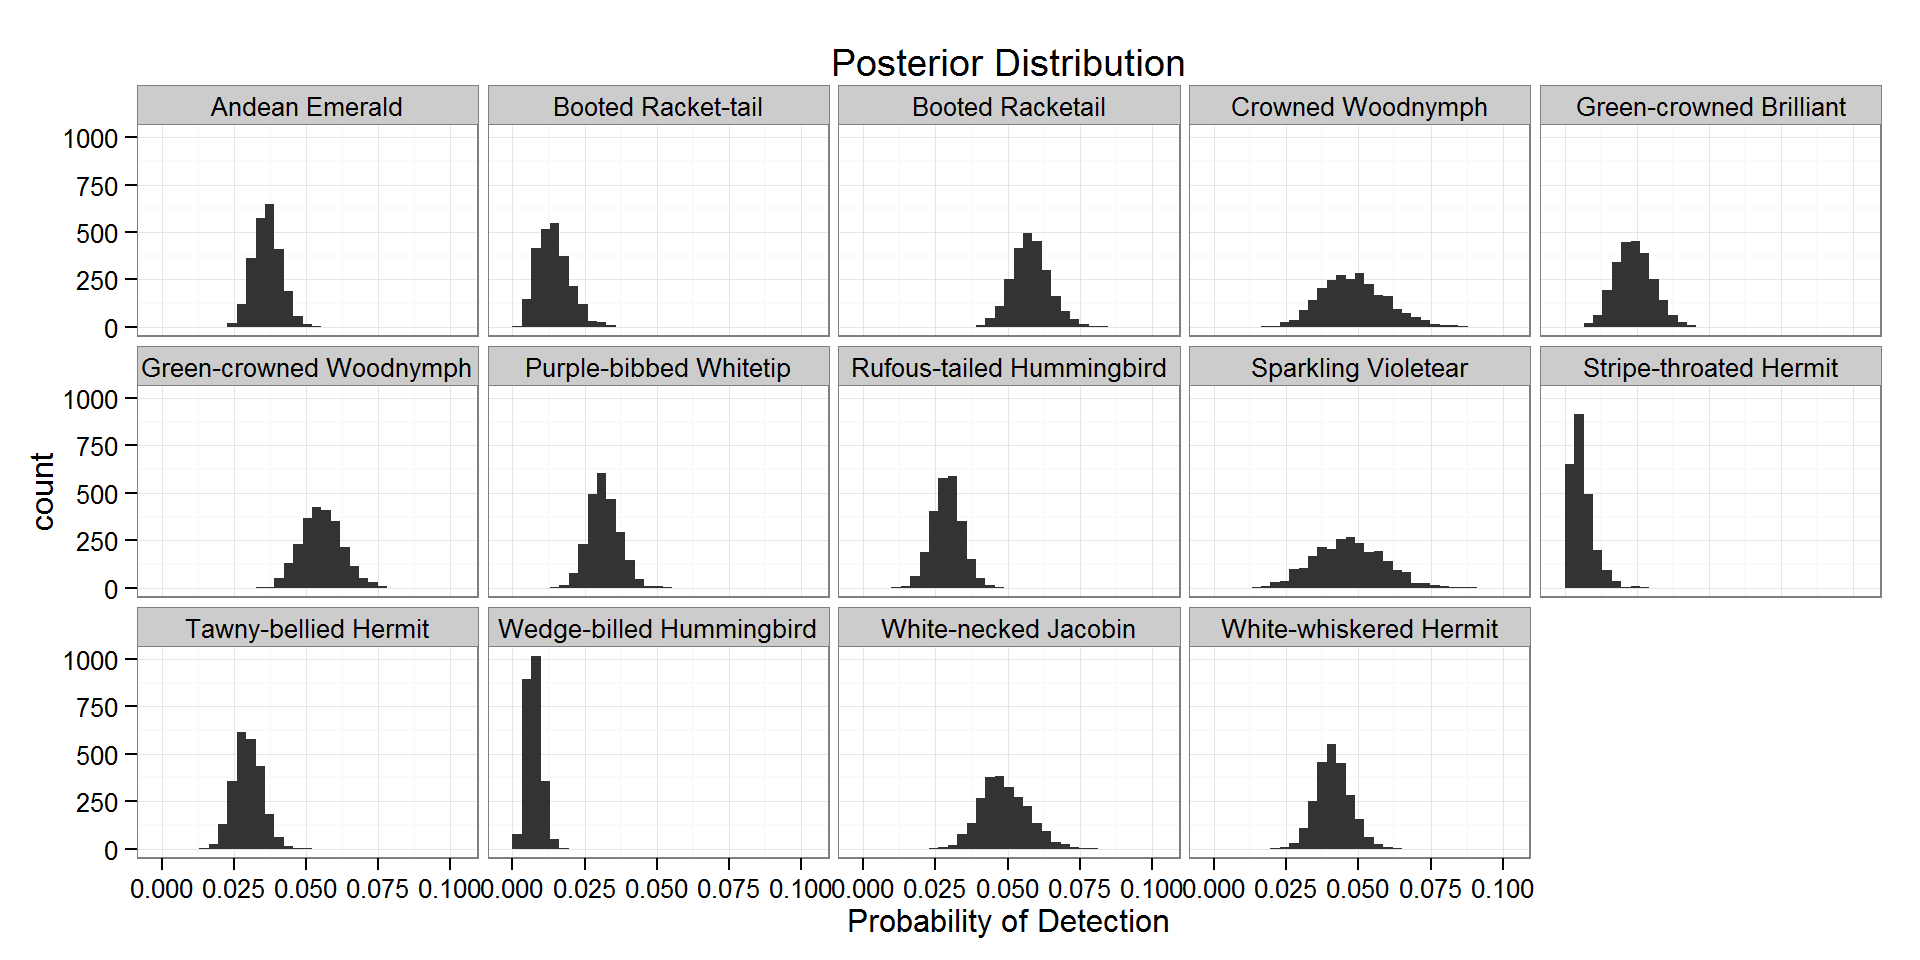 Posterior Distribution
Andean Emerald
Booted Racket-tail
Booted Racketail
Crowned Woodnymph
Green-crowned Brilliant
1000
750
500
250
0
Green-crowned Woodnymph
Purple-bibbed Whitetip
Rufous-tailed Hummingbird
Sparkling Violetear
Stripe-throated Hermit
1000
750
500
250
0
count
Tawny-bellied Hermit
Wedge-billed Hummingbird
White-necked Jacobin
White-whiskered Hermit
1000
750
500
250
0
0.000 0.025 0.050 0.075 0.100
0.000 0.025 0.050 0.075 0.100
0.000 0.025 0.050 0.075 0.100
0.000 0.025 0.050 0.075 0.100
Probability of Detection